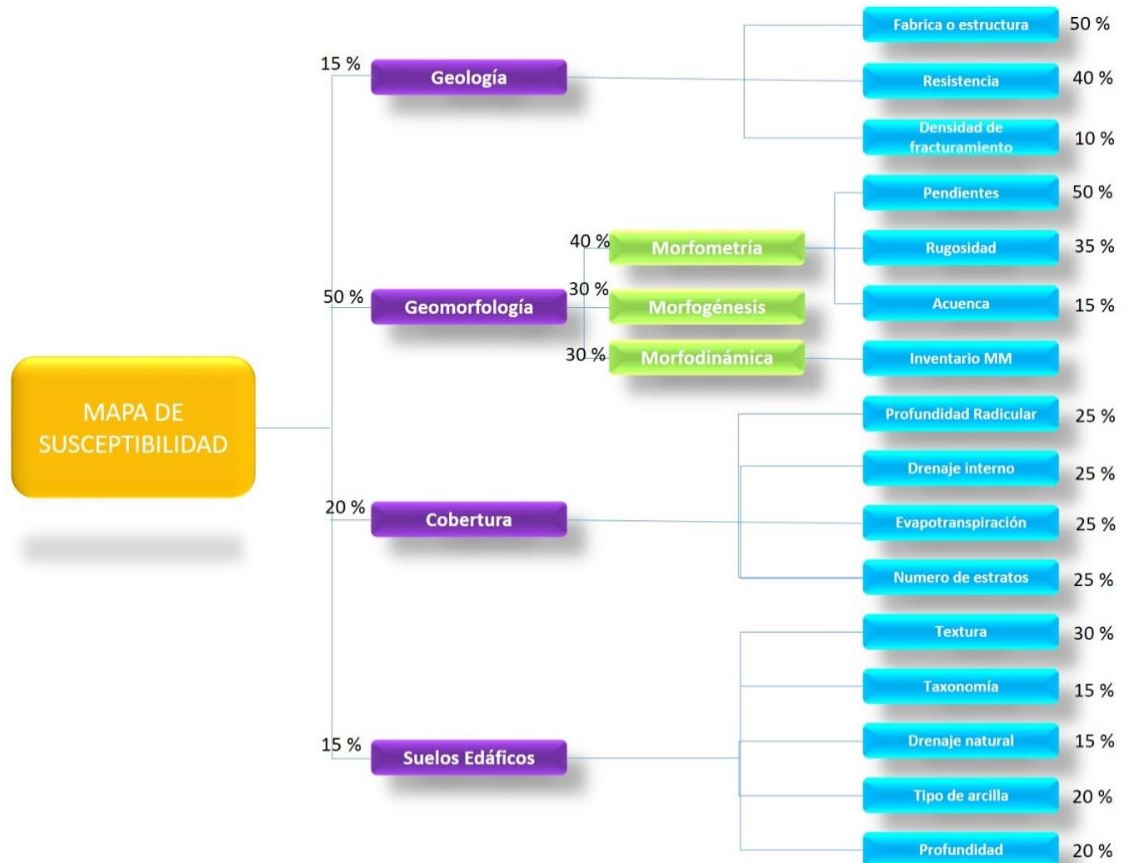 MAPA DE
SUSCEPTIBILIDAD
15 %
Geología
Fabrica o estructura
50 %
Resistencia
40 %
Densidad de
fracturamiento
10 %
50 %
Geomorfología
40 %
Morfometría
Pendientes
50 %
Rugosidad
35 %
Acuenca
15 %
30 %
Morfogénesis
30 %
Morfodinámica
Inventario MM
20 %
Cobertura
Profundidad Radicular
25 %
Drenaje interno
25 %
Evapotranspiración
25 %
Numero de estratos
25 %
15 %
Suelos Edáficos
Textura
30 %
Taxonomía
15 %
Drenaje natural
15 %
Tipo de arcilla
20 %
Profundidad
20 %